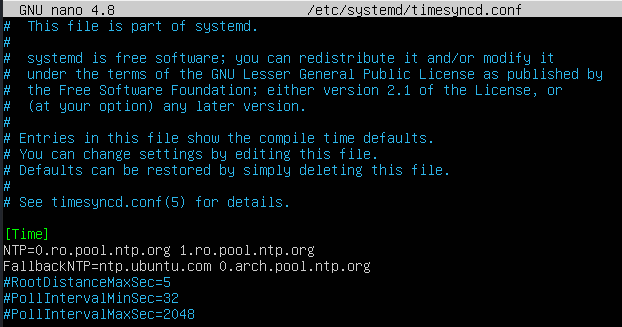 GNU nano 4.8 /etc/systemd/timesyncd.conf
#  This file is part of systemd.
#
#  systemd is free software; you can redistribute it and/or modify it
#  under the terms of the GNU Lesser General Public License as published by
#  the Free Software Foundation; either version 2.1 of the License, or
#  (at your option) any later version.
#
# Entries in this file show the compile time defaults.
# You can change settings by editing this file.
# Defaults can be restored by simply deleting this file.
#
# See timesyncd.conf(5) for details.
[Time]
NTP=0.ro.pool.ntp.org 1.ro.pool.ntp.org
FallbackNTP=ntp.ubuntu.com 0.arch.pool.ntp.org
#RootDistanceMaxSec=5
#PollIntervalMinSec=32
#PollIntervalMaxSec=2048